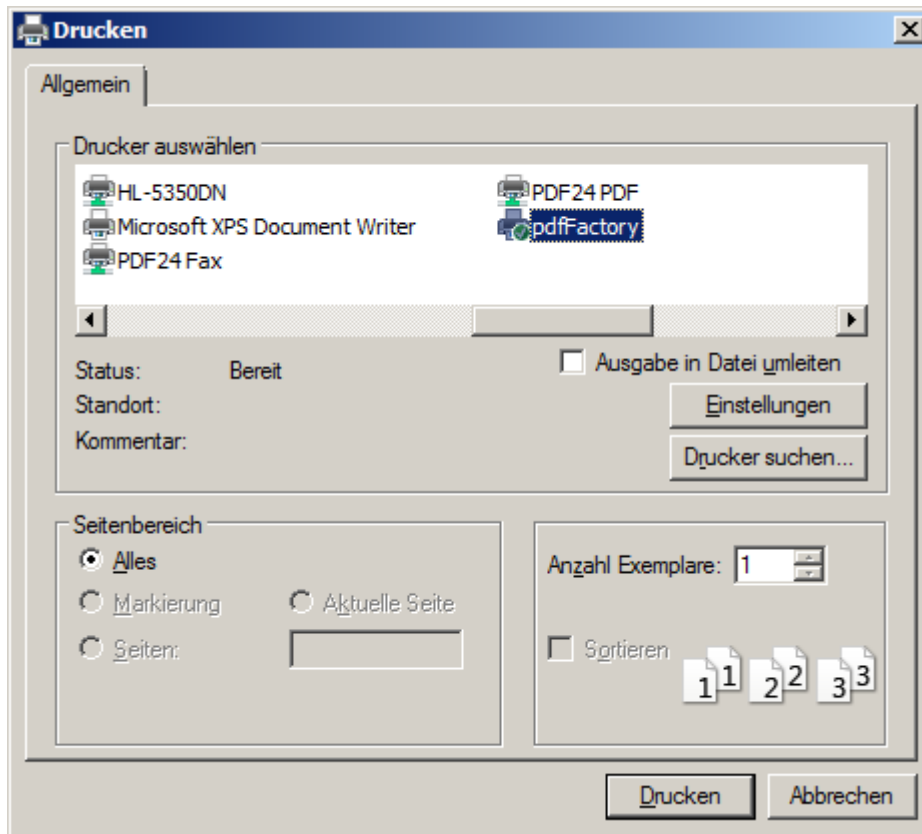 Drucken
Allgemein
Drucker auswählen
HL-5350DN
Microsoft XPS Document Writer
PDF24 Fax
PDF24 PDF
pdfFactory
Status: Bereit
Standort:
Kommentar:
Ausgabe in Datei umleiten
Einstellungen
Drucker suchen...
Seitenbereich
Alles
Markierung
Aktuelle Seite
Seiten:
Anzahl Exemplare: 1
Sortieren
1 1 2 2 3 3
Drucken
Abbrechen